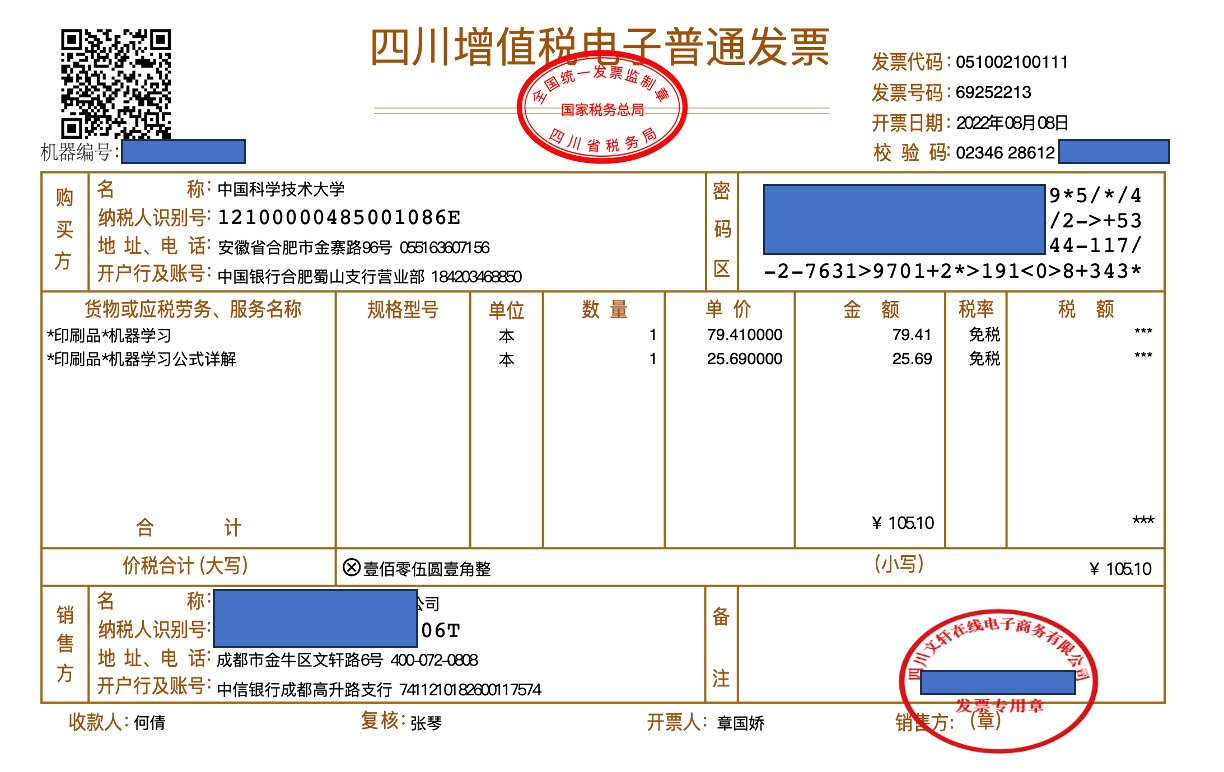 四川增值税电子普通发票
全国统一发票监制章
国家税务总局
四川省税务局
机器编号:
发票代码: 051002100111
发票号码: 69252213
开票日期: 2022年08月08日
校 验 码: 02346 28612
购买方
名 称: 中国科学技术大学
纳税人识别号: 12100000485001086E
地 址、电 话: 安徽省合肥市金寨路96号 055163607156
开户行及账号: 中国银行合肥蜀山支行营业部 184203468850
密码区
9*5/*/4
/2->+53
44-117/
-2-7631>9701+2*>191<0>8+343*
货物或应税劳务、服务名称 规格型号 单位 数 量 单 价 金 额 税率 税 额
*印刷品*机器学习 本 1 79.410000 79.41 免税 ***
*印刷品*机器学习公式详解 本 1 25.690000 25.69 免税 ***
合 计 ¥ 105.10 ***
价税合计(大写) ⊗壹佰零伍圆壹角整 (小写) ¥ 105.10
销售方
名 称: 公司
纳税人识别号: 06T
地 址、电 话: 成都市金牛区文轩路6号 400-072-0808
开户行及账号: 中信银行成都高升路支行 7411210182600117574
备注
四川文轩在线电子商务有限公司
发票专用章
收款人: 何倩 复核: 张琴 开票人: 章国娇 销售方: (章)